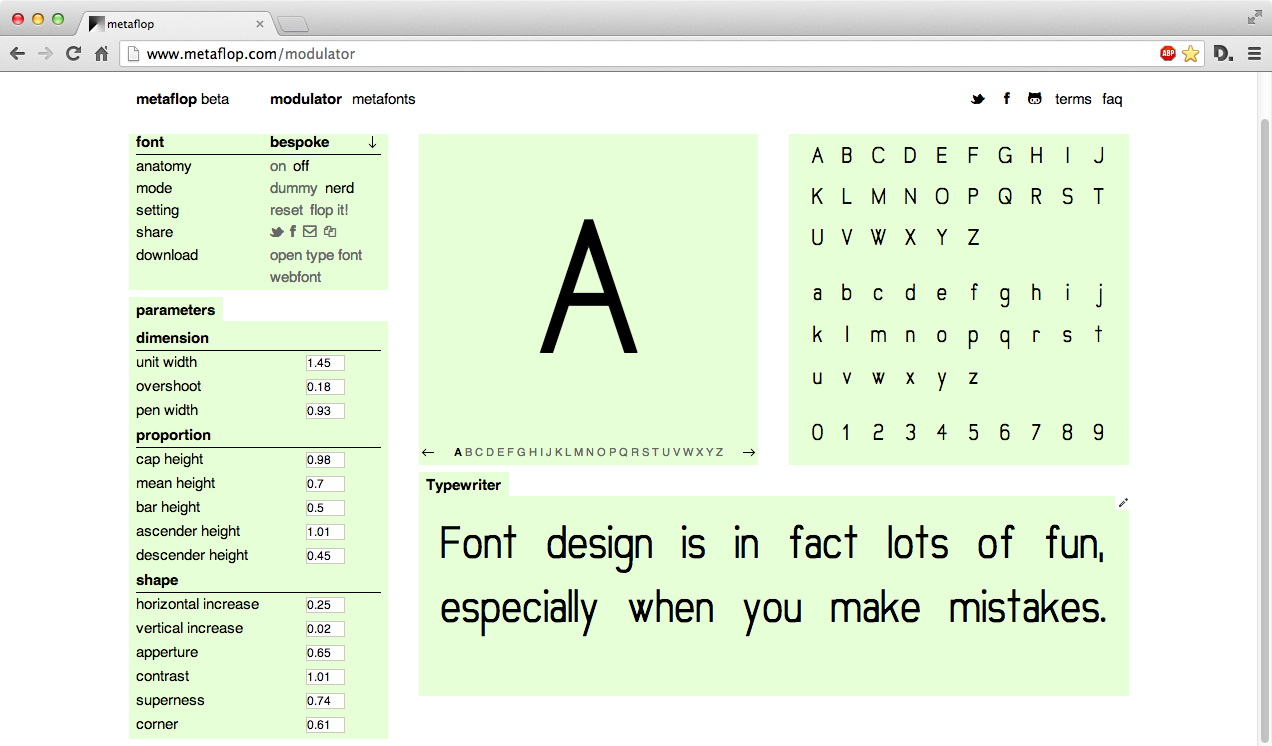 metaflop
www.metaflop.com/modulator
ABP
D.
metaflop beta modulator metafonts terms faq
font bespoke ↓
anatomy on off
mode dummy nerd
setting reset flop it!
share
download open type font
webfont
parameters
dimension
unit width 1.45
overshoot 0.18
pen width 0.93
proportion
cap height 0.98
mean height 0.7
bar height 0.5
ascender height 1.01
descender height 0.45
shape
horizontal increase 0.25
vertical increase 0.02
apperture 0.65
contrast 1.01
superness 0.74
corner 0.61
A
← ABCDEFGHIJKLMNOPQRSTUVWXYZ →
A B C D E F G H I J
K L M N O P Q R S T
U V W X Y Z
a b c d e f g h i j
k l m n o p q r s t
u v w x y z
0 1 2 3 4 5 6 7 8 9
Typewriter
Font design is in fact lots of fun,
especially when you make mistakes.